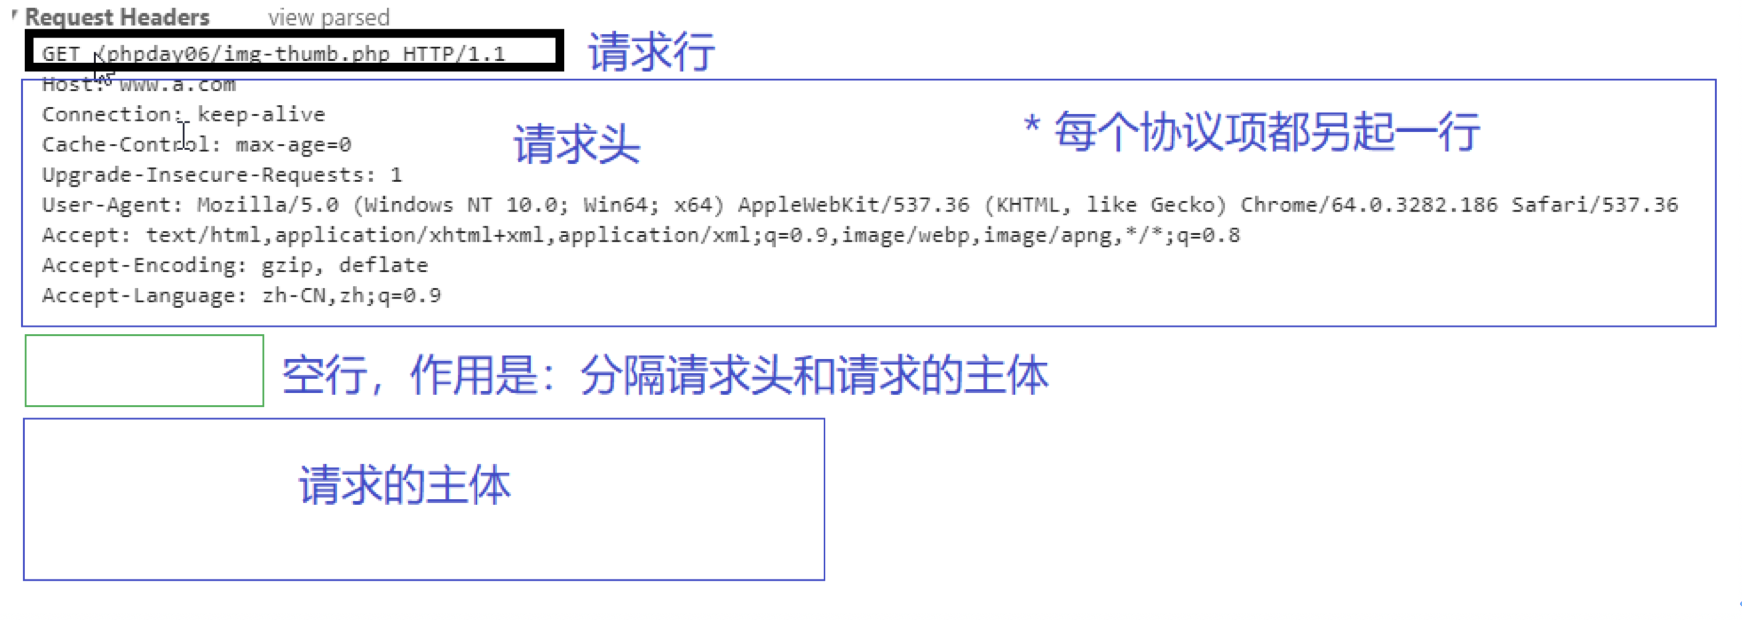 Request Headers view parsed
GET /phpday06/img-thumb.php HTTP/1.1
请求行
Host: www.a.com
Connection: keep-alive
Cache-Control: max-age=0
请求头
* 每个协议项都另起一行
Upgrade-Insecure-Requests: 1
User-Agent: Mozilla/5.0 (Windows NT 10.0; Win64; x64) AppleWebKit/537.36 (KHTML, like Gecko) Chrome/64.0.3282.186 Safari/537.36
Accept: text/html,application/xhtml+xml,application/xml;q=0.9,image/webp,image/apng,*/*;q=0.8
Accept-Encoding: gzip, deflate
Accept-Language: zh-CN,zh;q=0.9
空行，作用是：分隔请求头和请求的主体
请求的主体